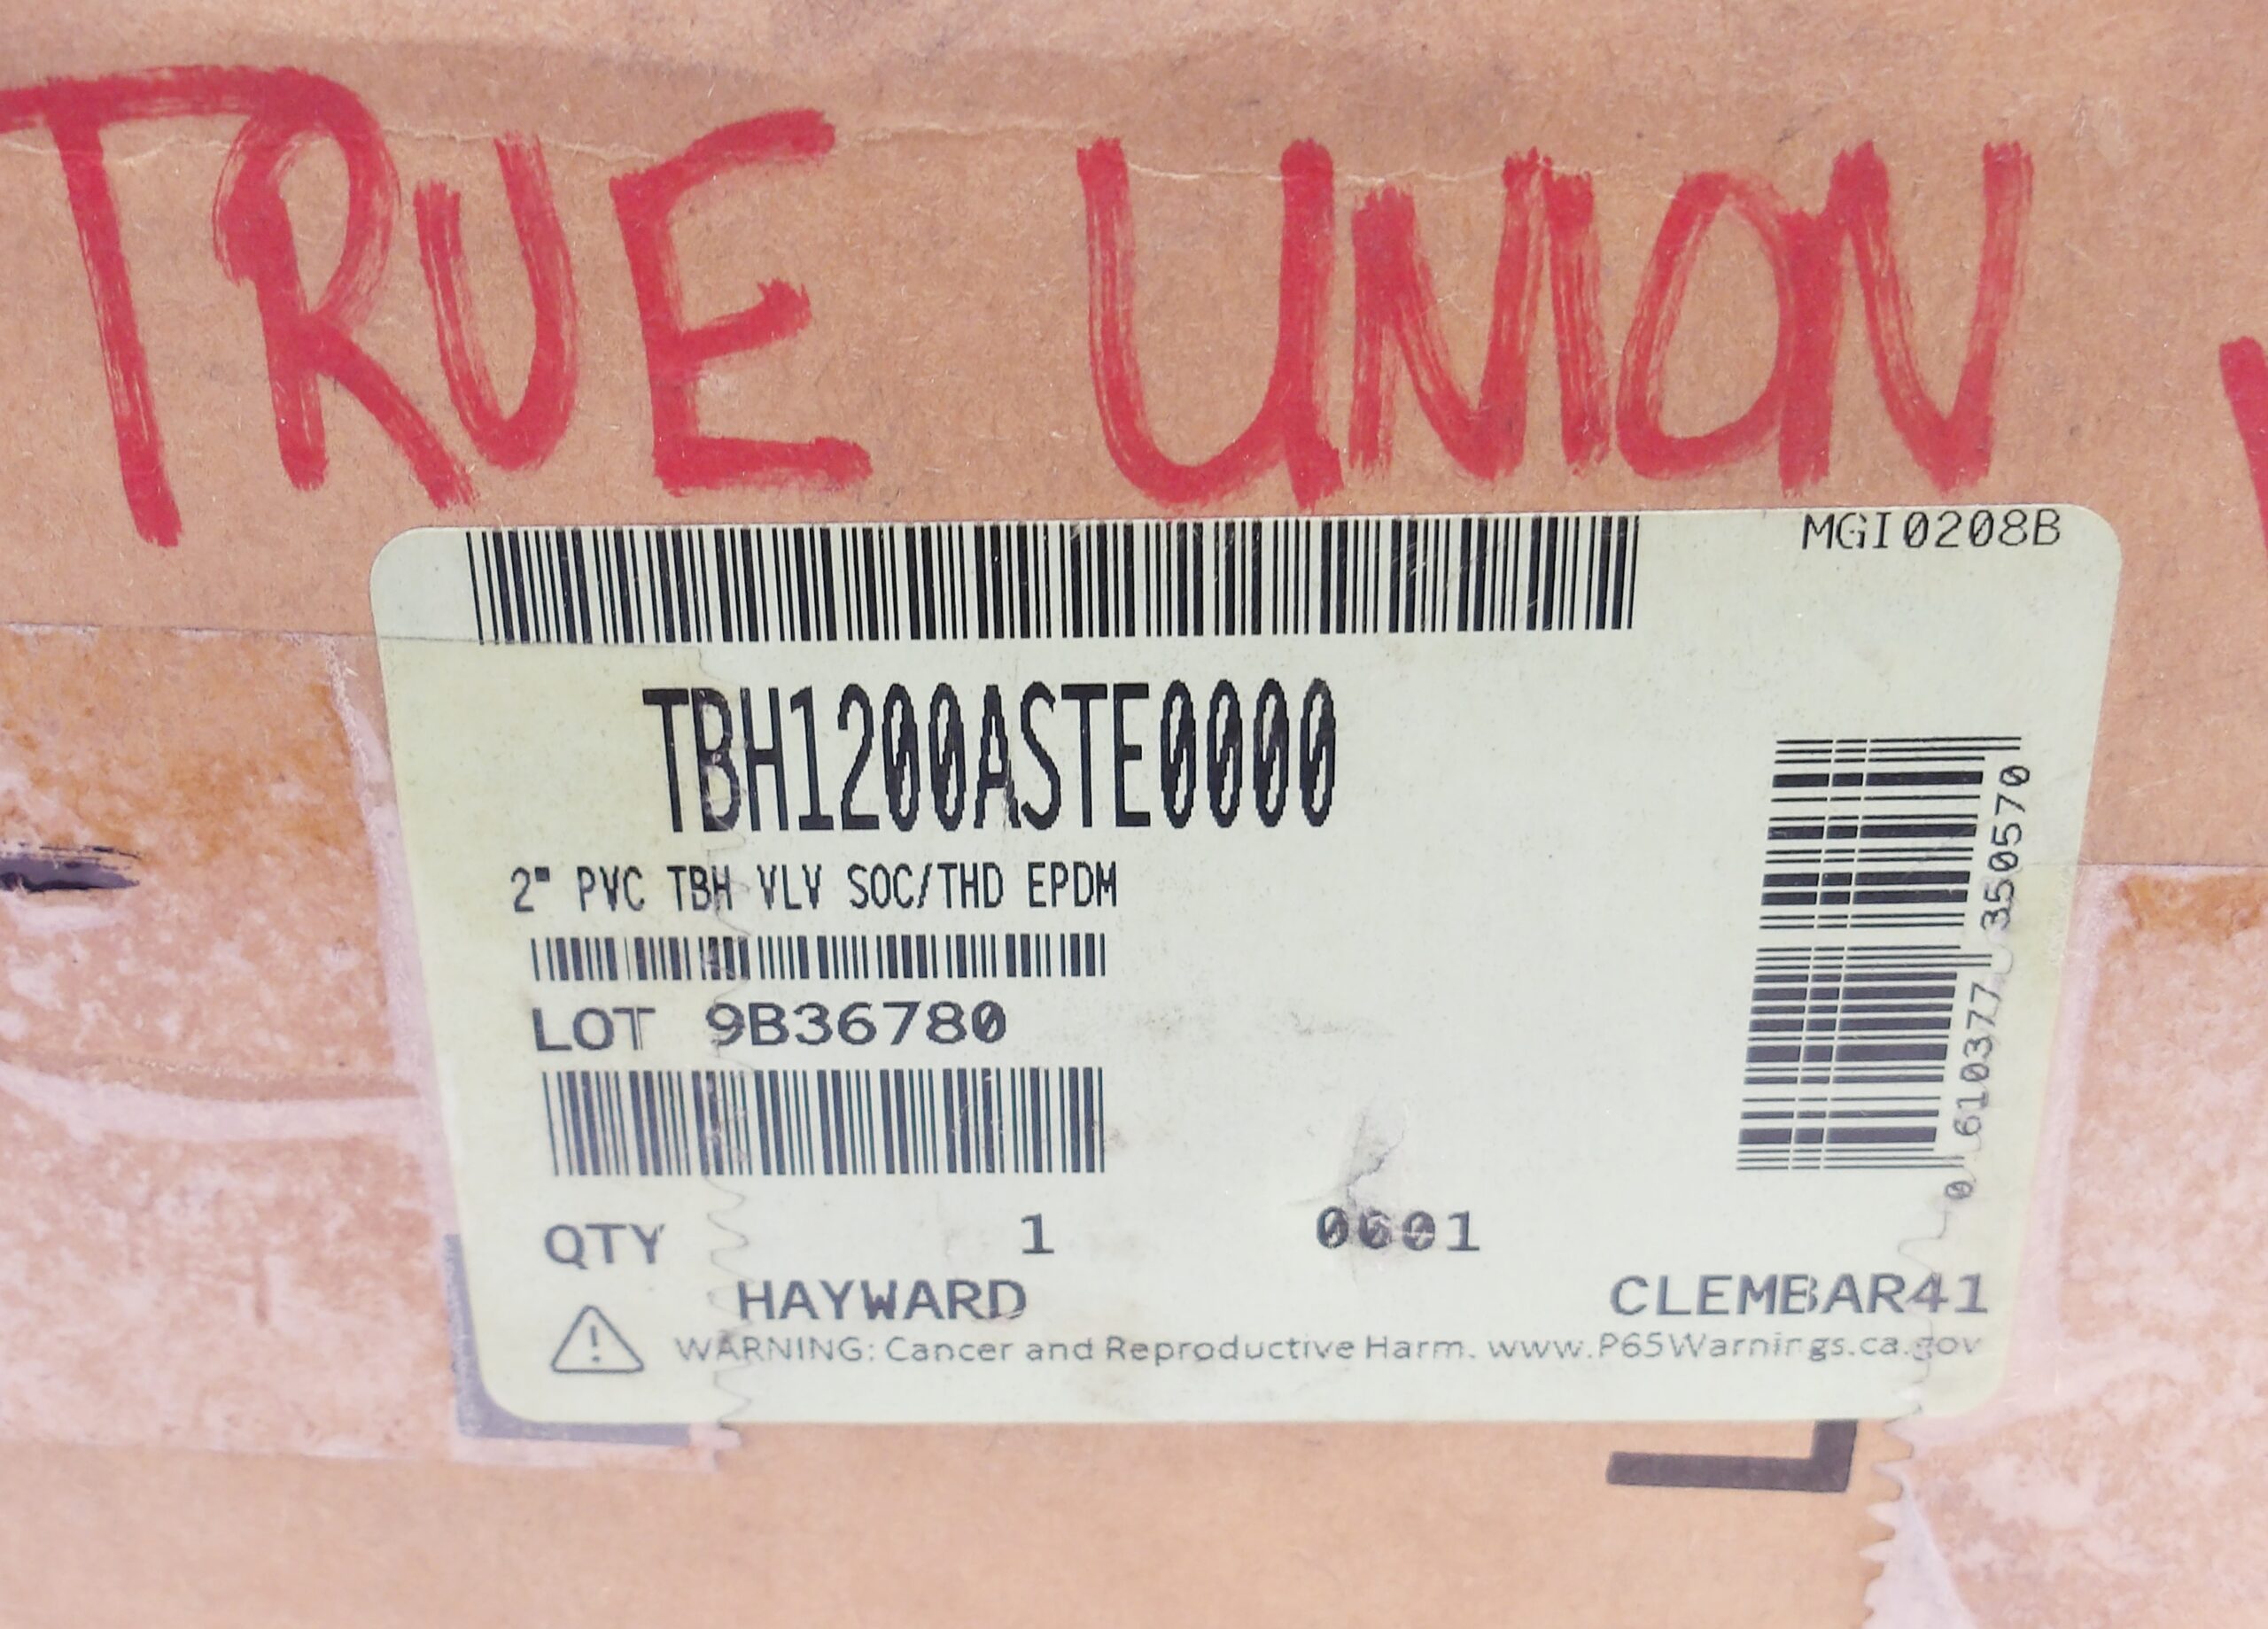 TRUE UNION
MGI0208B
TBH1200ASTE0000
2" PVC TBH VLV SOC/THD EPDM
LOT 9B36780
QTY 1 0601
HAYWARD CLEMBAR41
WARNING: Cancer and Reproductive Harm. www.P65Warnings.ca.gov
0 610377 350570